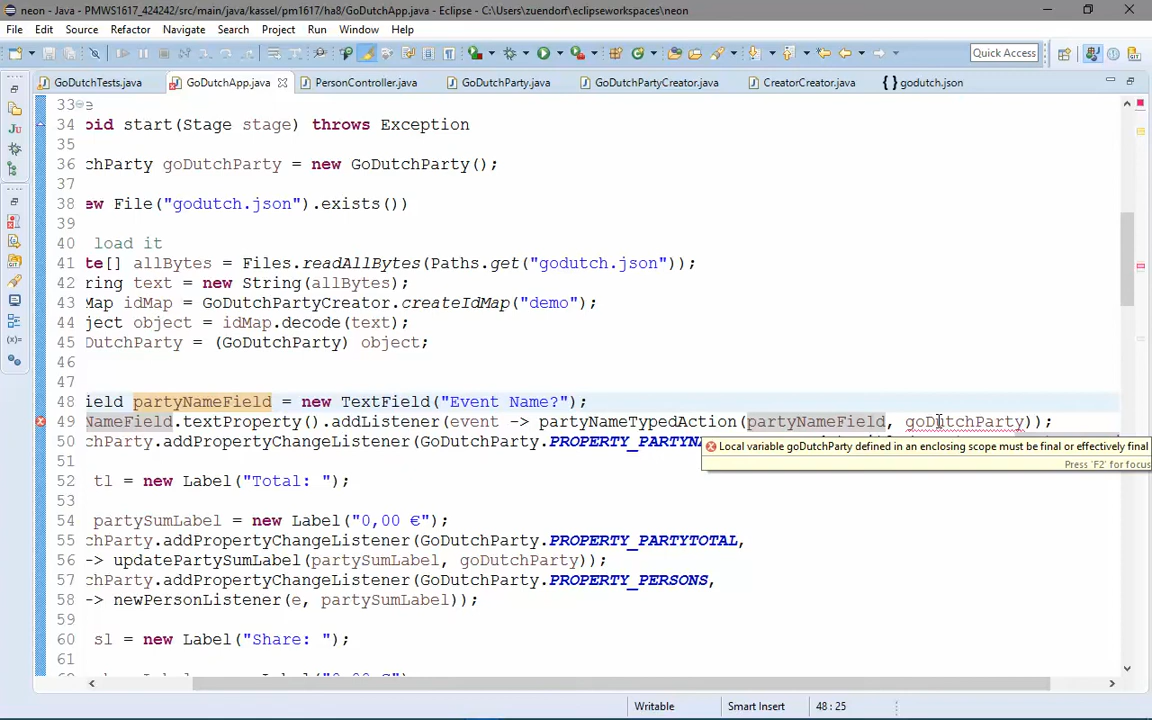 neon - Java - PMWS1617_424242/src/main/java/kassel/pm1617/ha8/GoDutchApp.java - Eclipse - C:\Users\zuendorf\eclipseworkspaces\neon
File Edit Source Refactor Navigate Search Project Run Window Help
Quick Access
GoDutchTests.java GoDutchApp.java PersonController.java GoDutchParty.java GoDutchPartyCreator.java CreatorCreator.java godutch.json
33 e
34 oid start(Stage stage) throws Exception
35
36 chParty goDutchParty = new GoDutchParty();
37
38 ew File("godutch.json").exists())
39
40 load it
41 te[] allBytes = Files.readAllBytes(Paths.get("godutch.json"));
42 ring text = new String(allBytes);
43 Map idMap = GoDutchPartyCreator.createIdMap("demo");
44 ject object = idMap.decode(text);
45 DutchParty = (GoDutchParty) object;
46
47
48 ield partyNameField = new TextField("Event Name?");
49 NameField.textProperty().addListener(event -> partyNameTypedAction(partyNameField, goDutchParty));
50 chParty.addPropertyChangeListener(GoDutchParty.PROPERTY_PARTYN
Local variable goDutchParty defined in an enclosing scope must be final or effectively final
Press 'F2' for focus
51
52 tl = new Label("Total: ");
53
54 partySumLabel = new Label("0,00 €");
55 chParty.addPropertyChangeListener(GoDutchParty.PROPERTY_PARTYTOTAL,
56 -> updatePartySumLabel(partySumLabel, goDutchParty));
57 chParty.addPropertyChangeListener(GoDutchParty.PROPERTY_PERSONS,
58 -> newPersonListener(e, partySumLabel));
59
60 sl = new Label("Share: ");
61
Writable Smart Insert 48 : 25